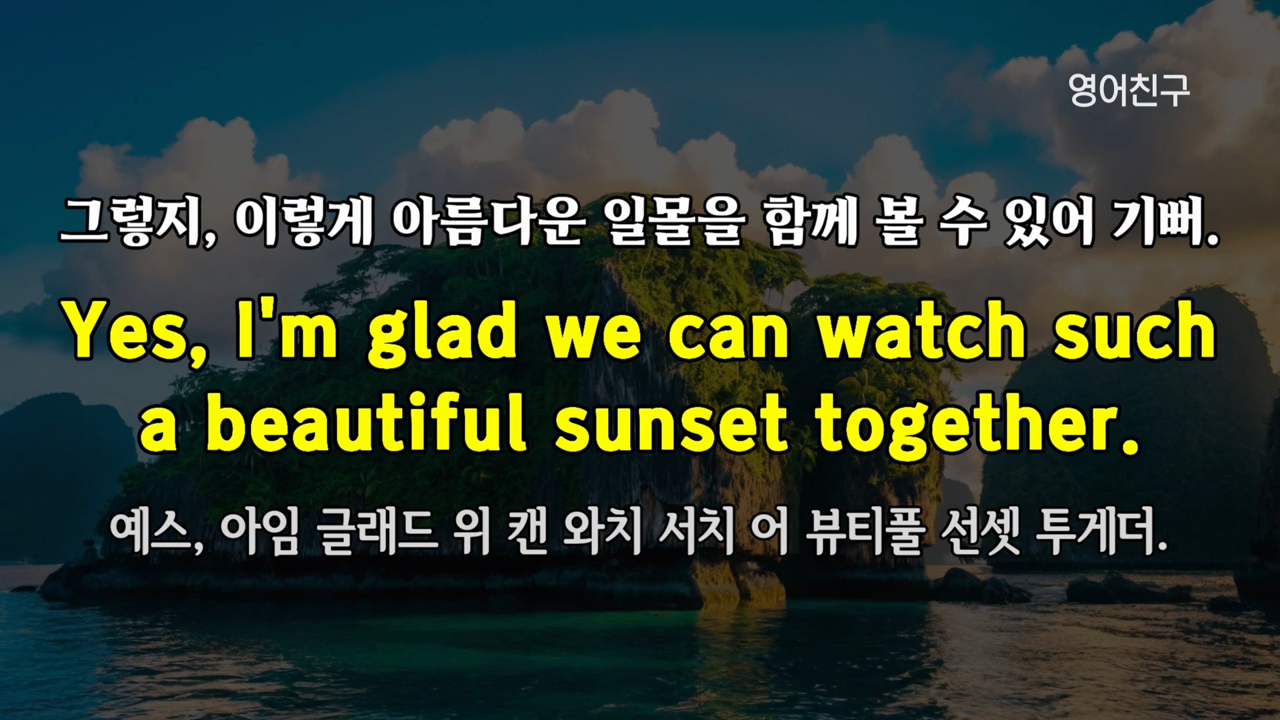 영어친구
그렇지, 이렇게 아름다운 일몰을 함께 볼 수 있어 기뻐.
Yes, I'm glad we can watch such
a beautiful sunset together.
예스, 아임 글래드 위 캔 와치 서치 어 뷰티풀 선셋 투게더.